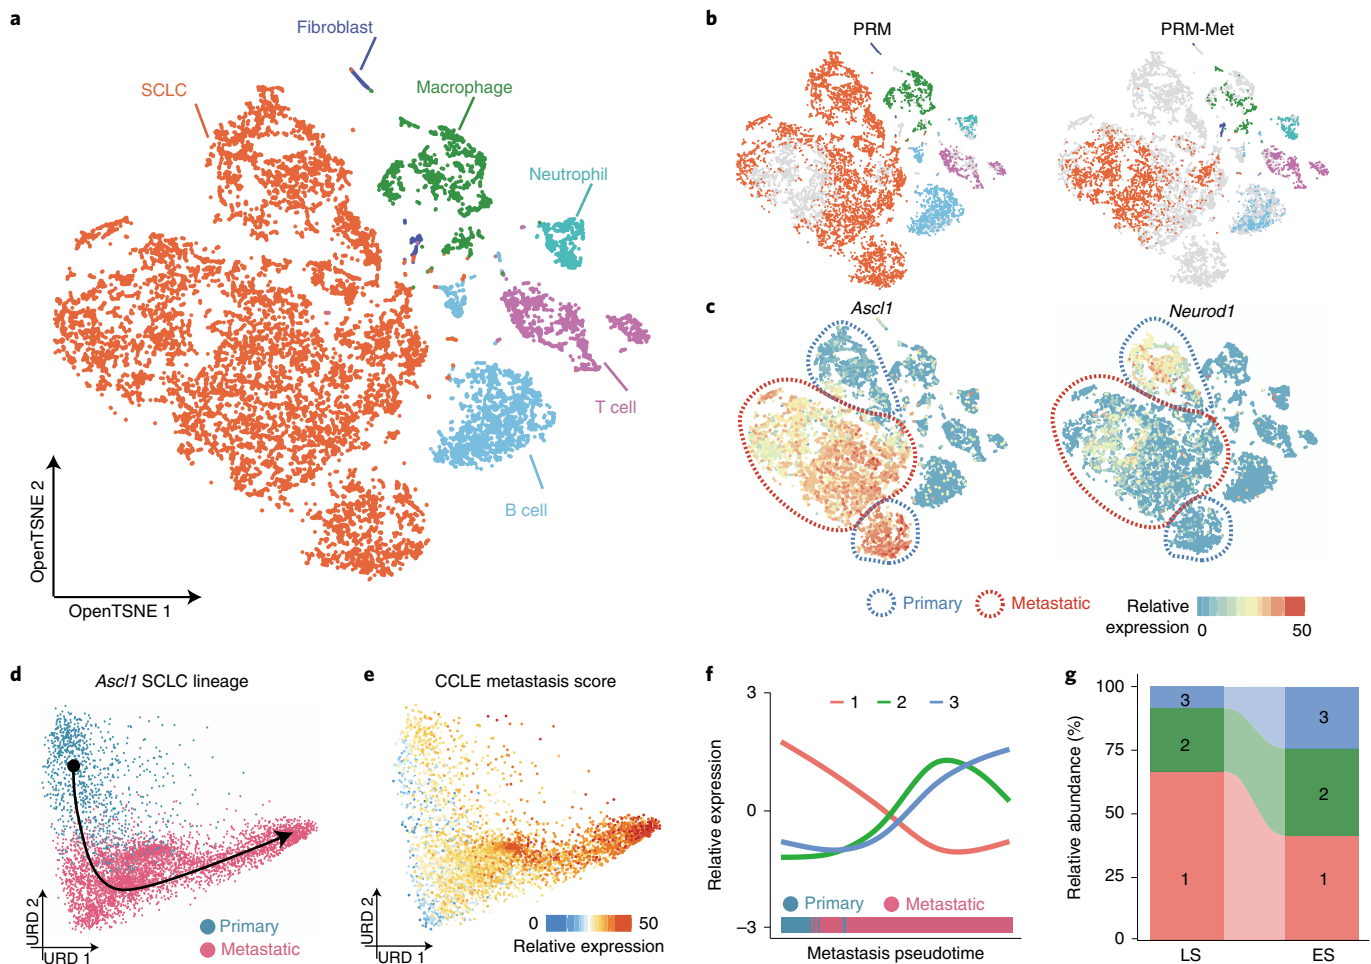 a
Fibroblast
SCLC
Macrophage
Neutrophil
T cell
B cell
OpenTSNE 2
OpenTSNE 1
b
PRM
PRM-Met
c
Ascl1
Neurod1
Primary
Metastatic
Relative
expression
0
50
d
Ascl1 SCLC lineage
URD 2
URD 1
Primary
Metastatic
e
CCLE metastasis score
0
50
Relative expression
URD 2
URD 1
f
3
0
–3
Relative expression
1
2
3
Primary
Metastatic
Metastasis pseudotime
g
100
75
50
25
0
Relative abundance (%)
3
2
1
3
2
1
LS
ES